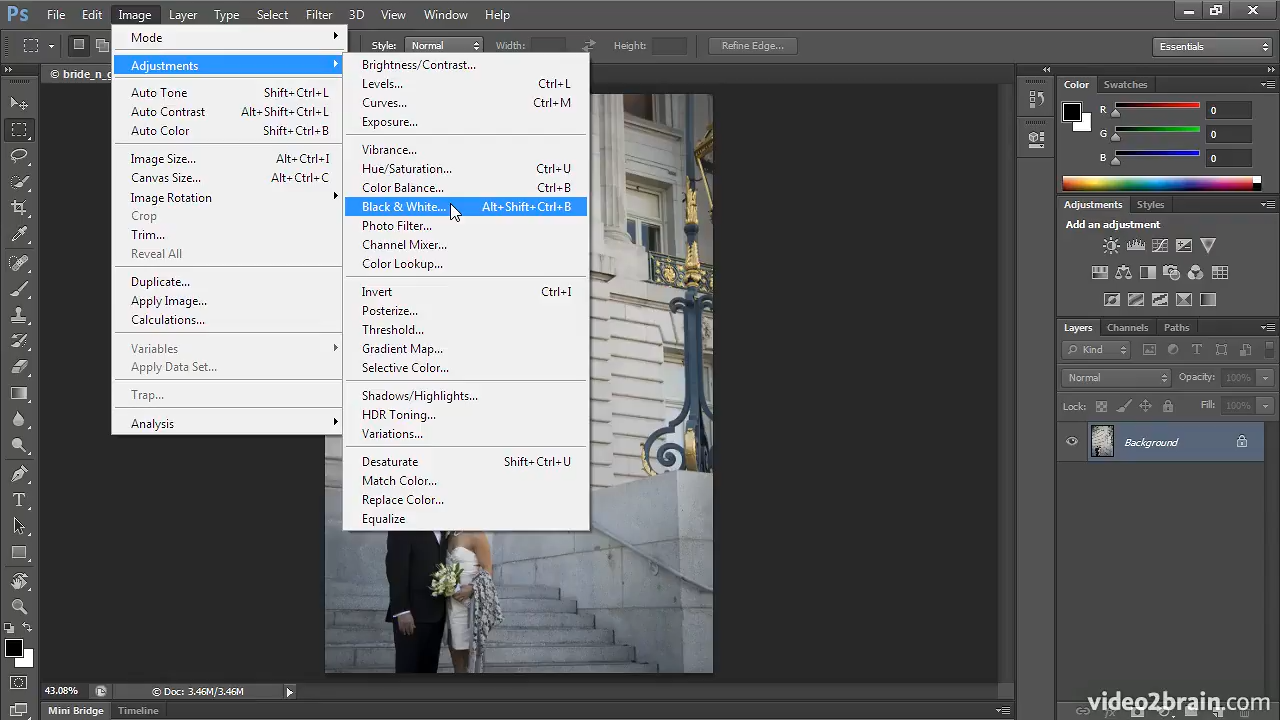 Ps File Edit Image Layer Type Select Filter 3D View Window Help
Style: Normal Width: Height: Refine Edge... Essentials
bride_n_g
Mode
Adjustments
Auto Tone Shift+Ctrl+L
Auto Contrast Alt+Shift+Ctrl+L
Auto Color Shift+Ctrl+B
Image Size... Alt+Ctrl+I
Canvas Size... Alt+Ctrl+C
Image Rotation
Crop
Trim...
Reveal All
Duplicate...
Apply Image...
Calculations...
Variables
Apply Data Set...
Trap...
Analysis
Brightness/Contrast...
Levels... Ctrl+L
Curves... Ctrl+M
Exposure...
Vibrance...
Hue/Saturation... Ctrl+U
Color Balance... Ctrl+B
Black & White... Alt+Shift+Ctrl+B
Photo Filter...
Channel Mixer...
Color Lookup...
Invert Ctrl+I
Posterize...
Threshold...
Gradient Map...
Selective Color...
Shadows/Highlights...
HDR Toning...
Variations...
Desaturate Shift+Ctrl+U
Match Color...
Replace Color...
Equalize
Color Swatches
R 0
G 0
B 0
Adjustments Styles
Add an adjustment
Layers Channels Paths
Kind
Normal Opacity: 100%
Lock: Fill: 100%
Background
43.08% Doc: 3.46M/3.46M
Mini Bridge Timeline
video2brain.com